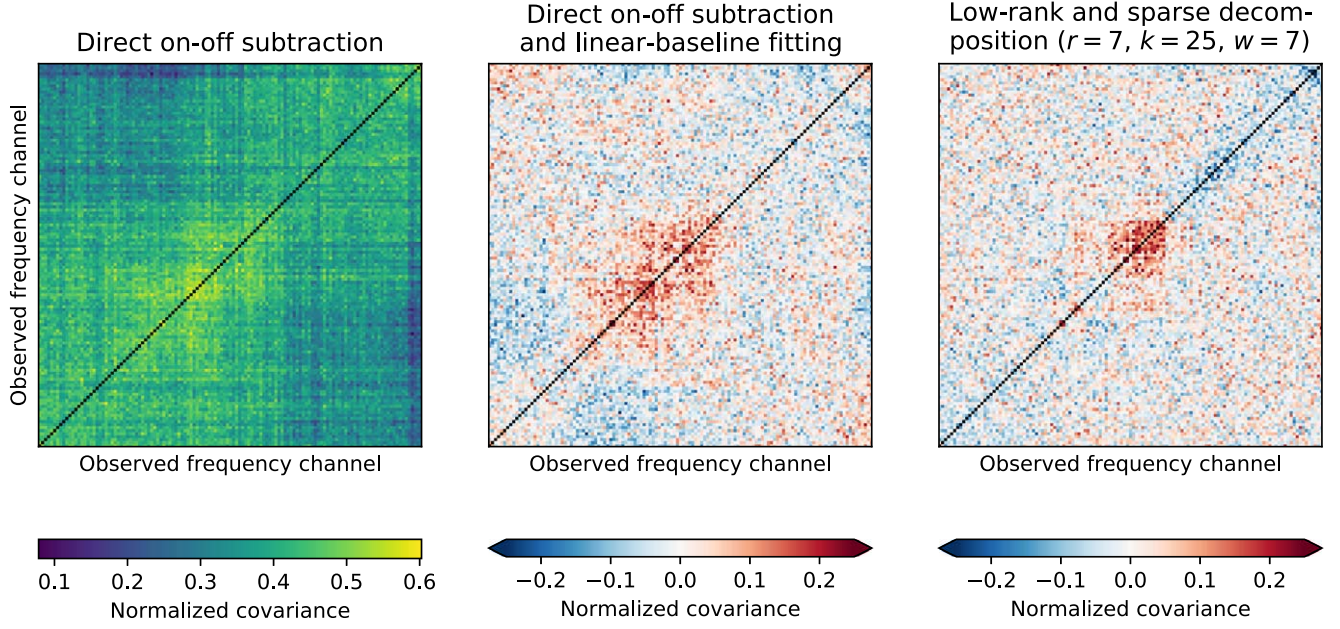 Direct on-off subtraction
Direct on-off subtraction
and linear-baseline fitting
Low-rank and sparse decom-
position (r = 7, k = 25, w = 7)
Observed frequency channel
Observed frequency channel
Observed frequency channel
Observed frequency channel
0.1 0.2 0.3 0.4 0.5 0.6
Normalized covariance
−0.2 −0.1 0.0 0.1 0.2
Normalized covariance
−0.2 −0.1 0.0 0.1 0.2
Normalized covariance